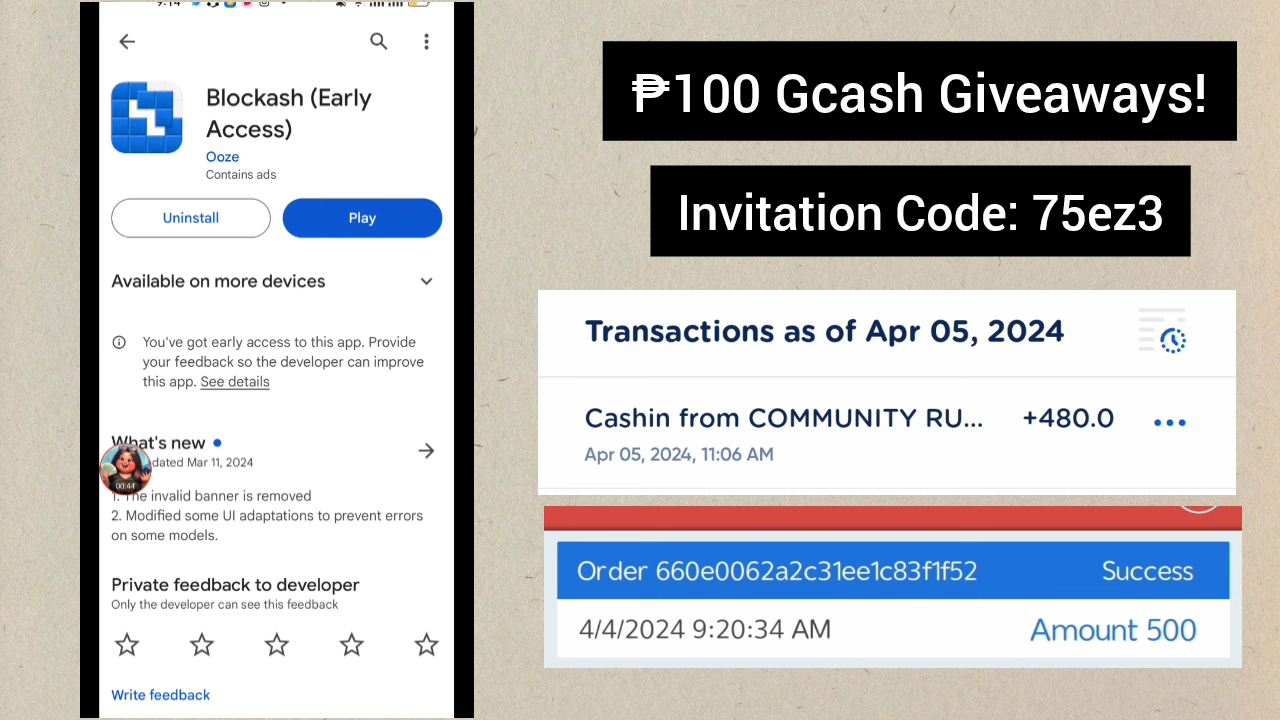 9:14
Blockash (Early
Access)
Ooze
Contains ads
Uninstall
Play
Available on more devices
You've got early access to this app. Provide
your feedback so the developer can improve
this app. See details
What's new
dated Mar 11, 2024
00:44
1. The invalid banner is removed
2. Modified some UI adaptations to prevent errors
on some models.
Private feedback to developer
Only the developer can see this feedback
Write feedback
₱100 Gcash Giveaways!
Invitation Code: 75ez3
Transactions as of Apr 05, 2024
Cashin from COMMUNITY RU... +480.0
Apr 05, 2024, 11:06 AM
Order 660e0062a2c31ee1c83f1f52 Success
4/4/2024 9:20:34 AM Amount 500